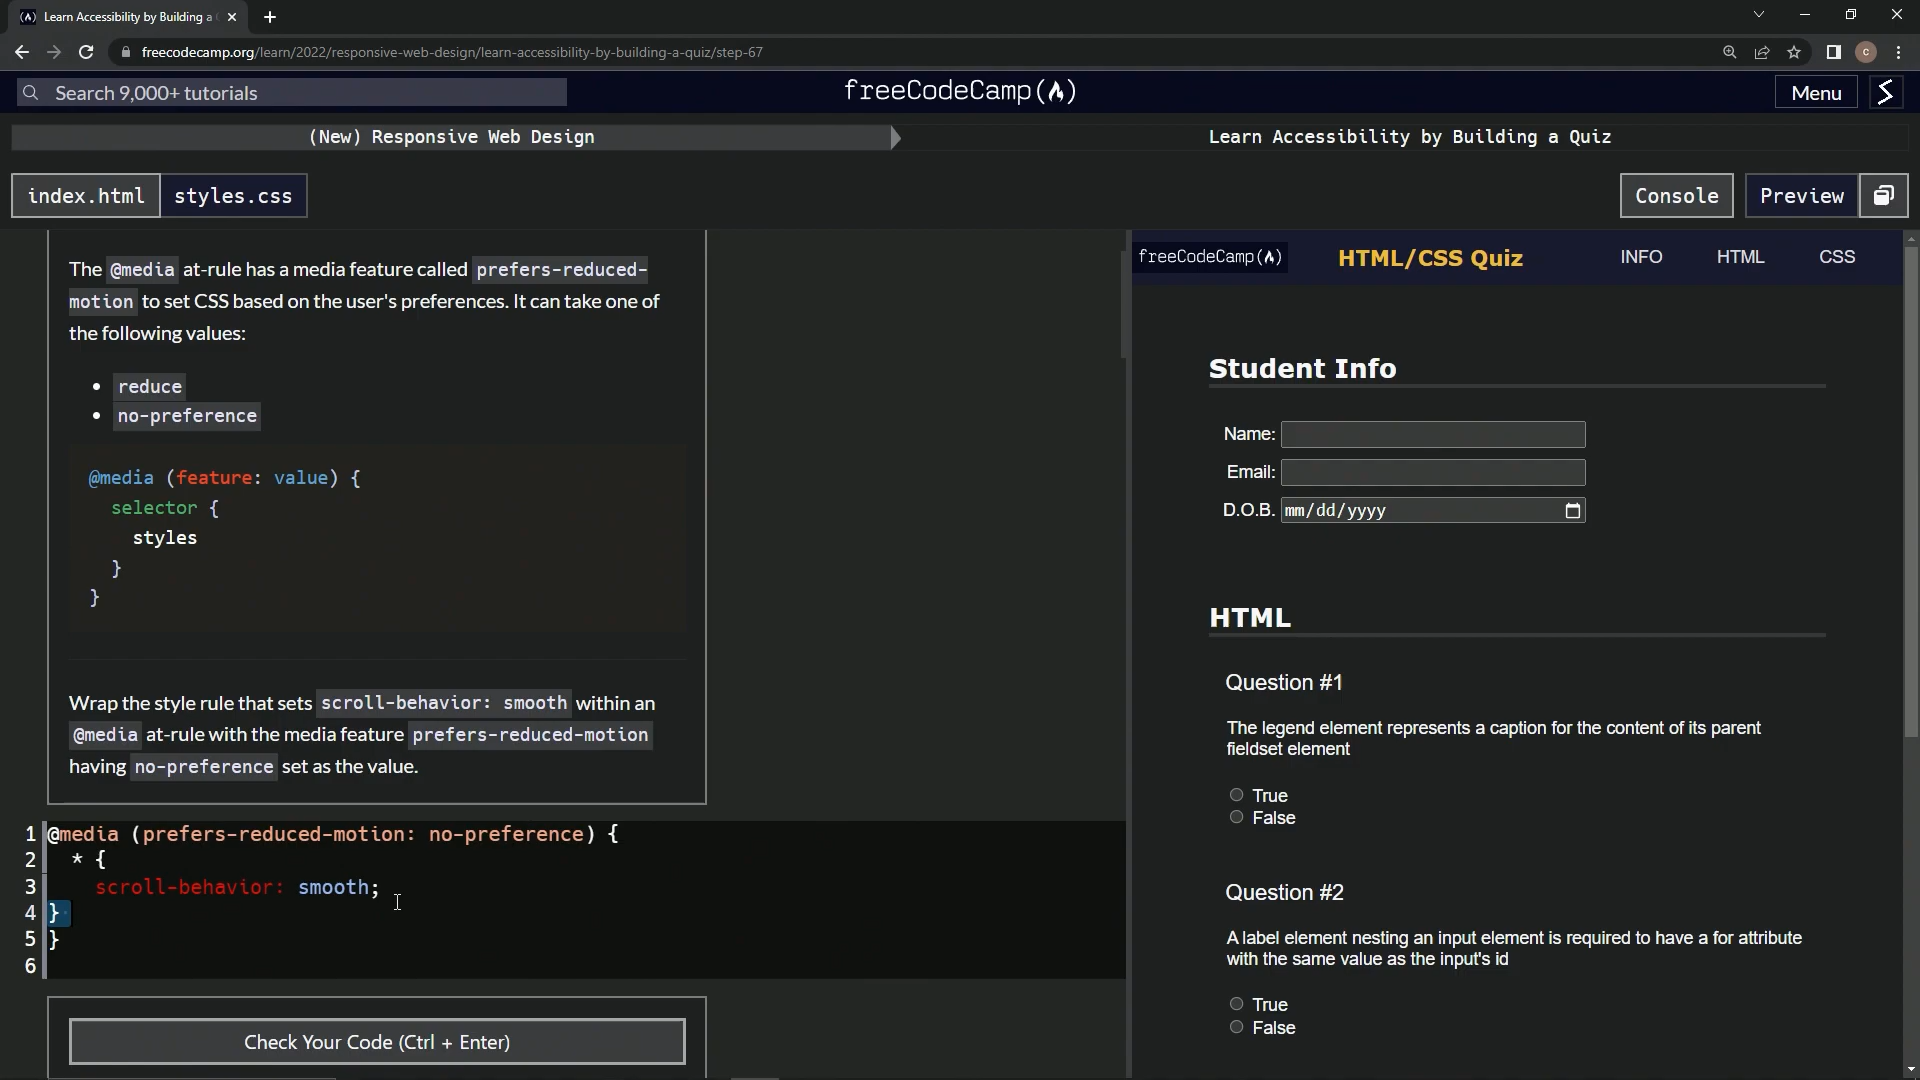 Learn Accessibility by Building a
freecodecamp.org/learn/2022/responsive-web-design/learn-accessibility-by-building-a-quiz/step-67
C
Search 9,000+ tutorials
freeCodeCamp(🔥)
Menu
(New) Responsive Web Design
Learn Accessibility by Building a Quiz
index.html
styles.css
Console
Preview
The @media at-rule has a media feature called prefers-reduced-
motion to set CSS based on the user's preferences. It can take one of
the following values:
• reduce
• no-preference
@media (feature: value) {
selector {
styles
}
}
Wrap the style rule that sets scroll-behavior: smooth within an
@media at-rule with the media feature prefers-reduced-motion
having no-preference set as the value.
1 @media (prefers-reduced-motion: no-preference) {
2 * {
3 scroll-behavior: smooth;
4 }
5 }
6
Check Your Code (Ctrl + Enter)
freeCodeCamp(🔥)
HTML/CSS Quiz
INFO
HTML
CSS
Student Info
Name:
Email:
D.O.B. mm/dd/yyyy
HTML
Question #1
The legend element represents a caption for the content of its parent
fieldset element
True
False
Question #2
A label element nesting an input element is required to have a for attribute
with the same value as the input's id
True
False